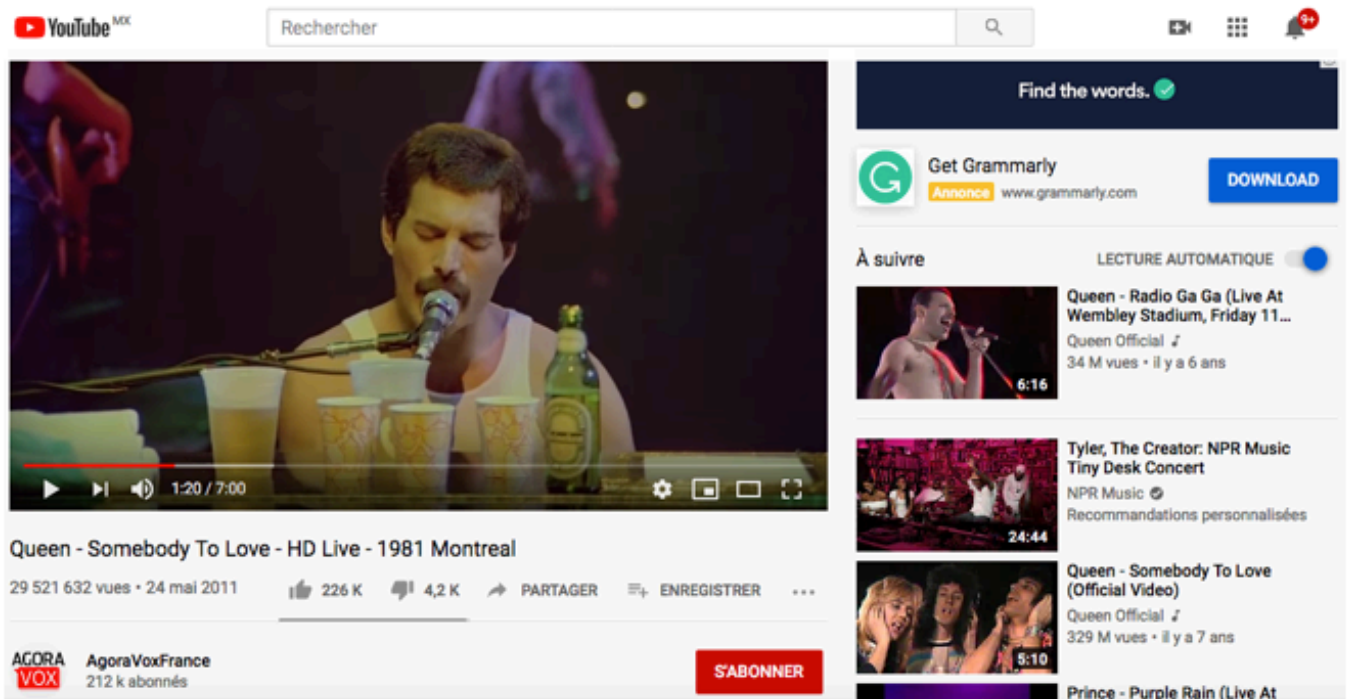 YouTube MX
Rechercher
9+
1:20 / 7:00
Queen - Somebody To Love - HD Live - 1981 Montreal
29 521 632 vues • 24 mai 2011
226 K
4,2 K
PARTAGER
ENREGISTRER
AGORA
VOX
AgoraVoxFrance
212 k abonnés
S'ABONNER
Find the words.
Get Grammarly
Annonce www.grammarly.com
DOWNLOAD
À suivre
LECTURE AUTOMATIQUE
6:16
Queen - Radio Ga Ga (Live At
Wembley Stadium, Friday 11...
Queen Official
34 M vues • il y a 6 ans
24:44
Tyler, The Creator: NPR Music
Tiny Desk Concert
NPR Music
Recommandations personnalisées
5:10
Queen - Somebody To Love
(Official Video)
Queen Official
329 M vues • il y a 7 ans
Prince - Purple Rain (Live At